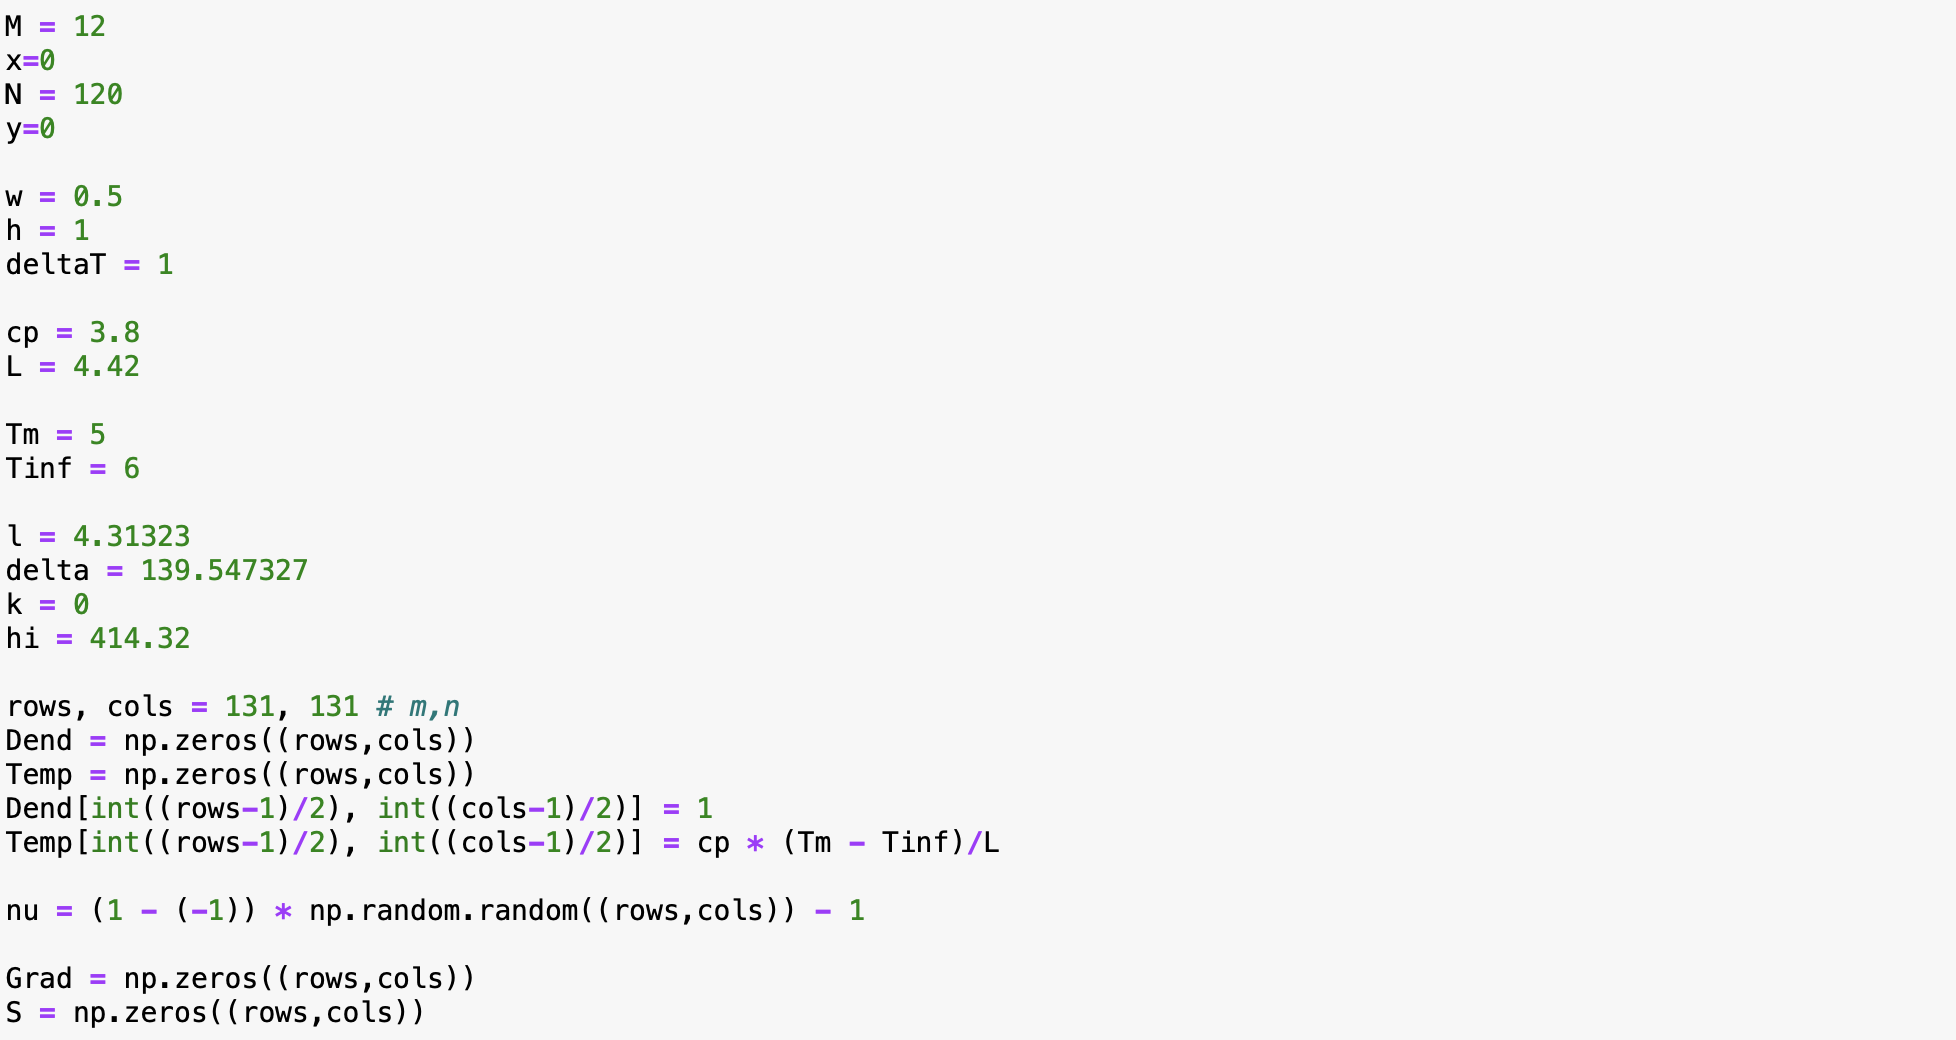 M = 12
x=0
N = 120
y=0
w = 0.5
h = 1
deltaT = 1
cp = 3.8
L = 4.42
Tm = 5
Tinf = 6
l = 4.31323
delta = 139.547327
k = 0
hi = 414.32
rows, cols = 131, 131 # m,n
Dend = np.zeros((rows,cols))
Temp = np.zeros((rows,cols))
Dend[int((rows-1)/2), int((cols-1)/2)] = 1
Temp[int((rows-1)/2), int((cols-1)/2)] = cp * (Tm - Tinf)/L
nu = (1 - (-1)) * np.random.random((rows,cols)) - 1
Grad = np.zeros((rows,cols))
S = np.zeros((rows,cols))